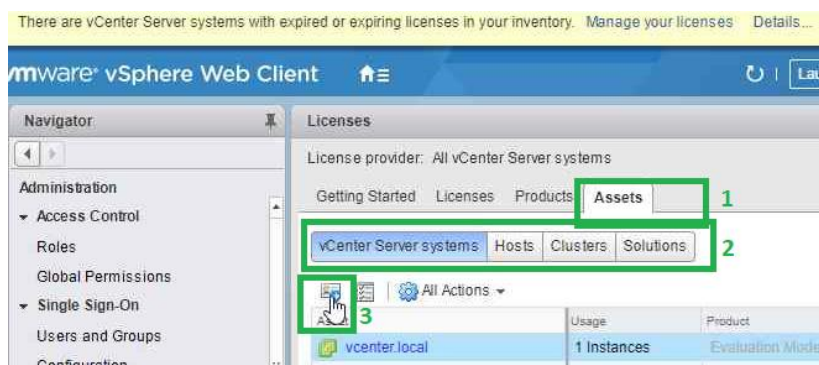 There are vCenter Server systems with expired or expiring licenses in your inventory. Manage your licenses Details...
vmware® vSphere Web Client
Navigator
Licenses
License provider: All vCenter Server systems
Administration
Getting Started Licenses Products Assets 1
Access Control
Roles
vCenter Server systems Hosts Clusters Solutions 2
Global Permissions
All Actions
Single Sign-On
3
Usage Product
Users and Groups
vcenter.local 1 Instances Evaluation Mode
Configuration